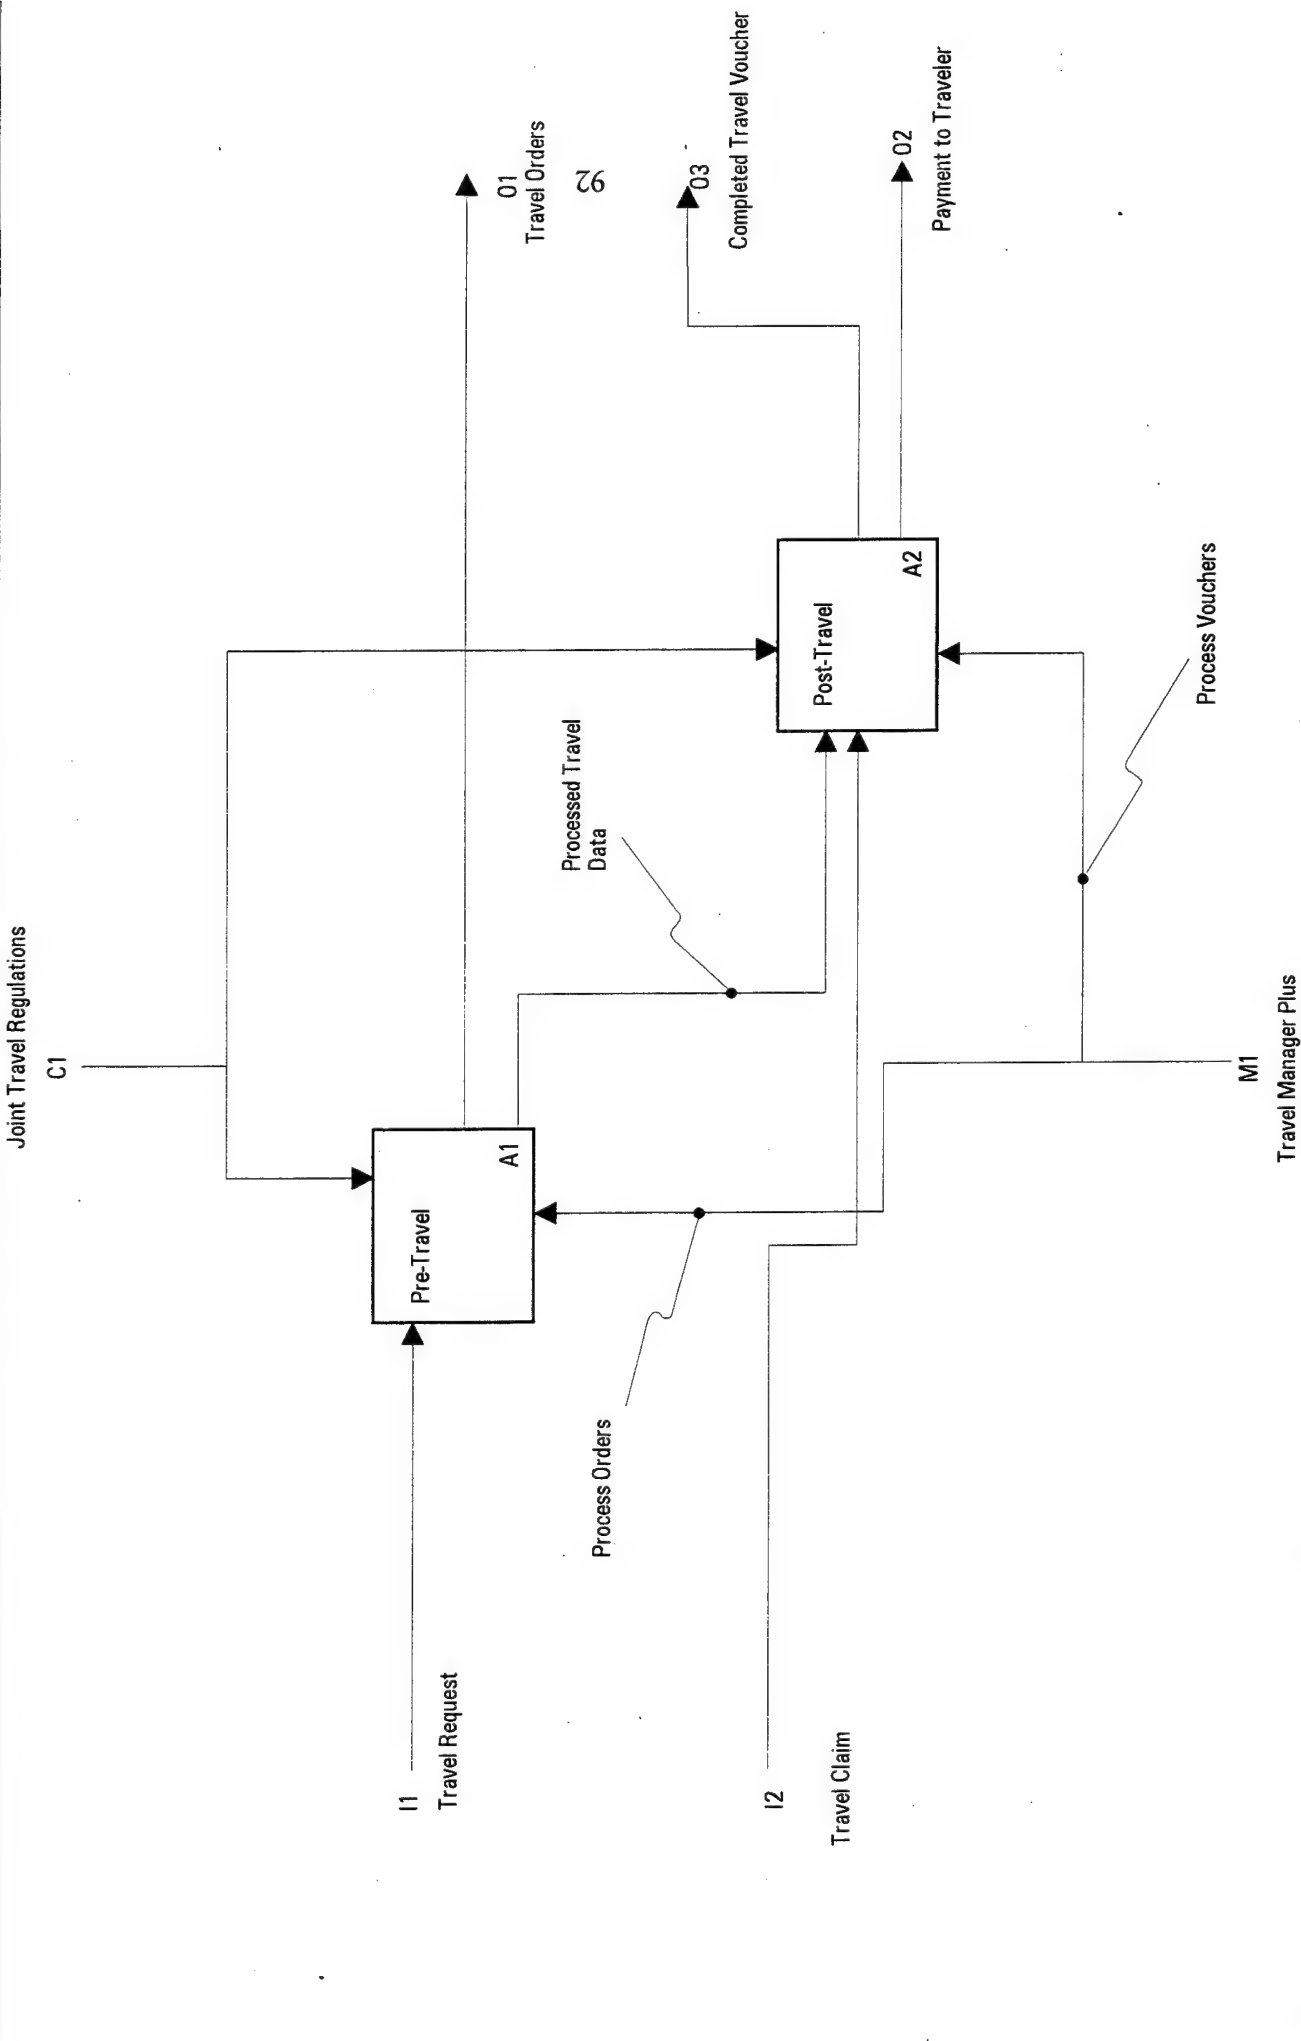 Joint Travel Regulations
C1
I1
Travel Request
Pre-Travel
A1
O1
Travel Orders
92
Process Orders
Processed Travel
Data
O3
Completed Travel Voucher
I2
Travel Claim
Post-Travel
A2
O2
Payment to Traveler
Process Vouchers
M1
Travel Manager Plus